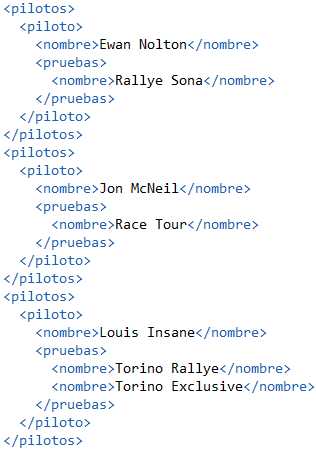 <pilotos>
  <piloto>
    <nombre>Ewan Nolton</nombre>
    <pruebas>
      <nombre>Rallye Sona</nombre>
    </pruebas>
  </piloto>
</pilotos>
<pilotos>
  <piloto>
    <nombre>Jon McNeil</nombre>
    <pruebas>
      <nombre>Race Tour</nombre>
    </pruebas>
  </piloto>
</pilotos>
<pilotos>
  <piloto>
    <nombre>Louis Insane</nombre>
    <pruebas>
      <nombre>Torino Rallye</nombre>
      <nombre>Torino Exclusive</nombre>
    </pruebas>
  </piloto>
</pilotos>